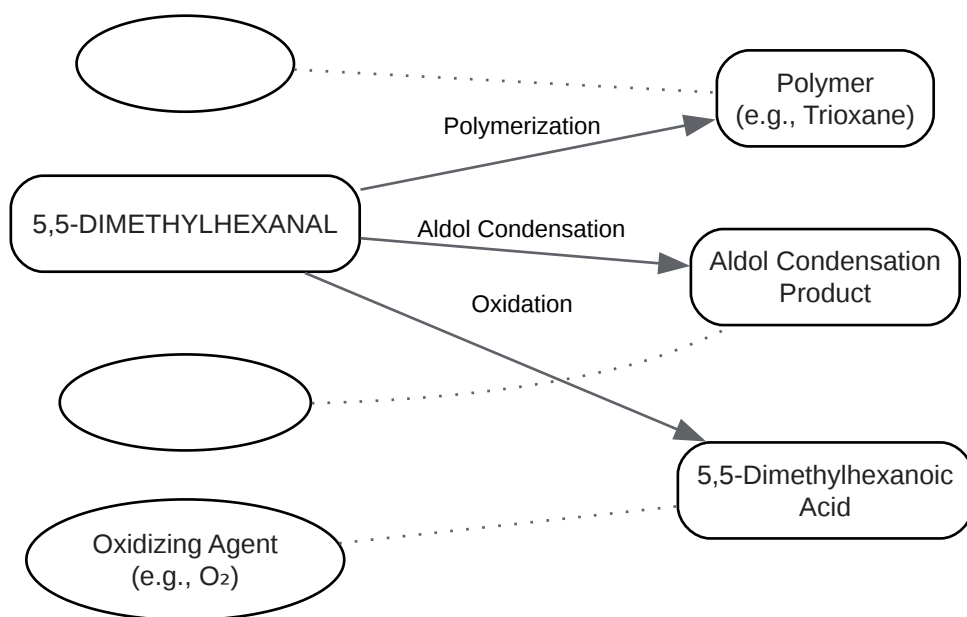 Polymer
(e.g., Trioxane)
Polymerization
5,5-DIMETHYLHEXANAL
Aldol Condensation
Aldol Condensation
Product
Oxidation
5,5-Dimethylhexanoic
Acid
Oxidizing Agent
(e.g., O₂)